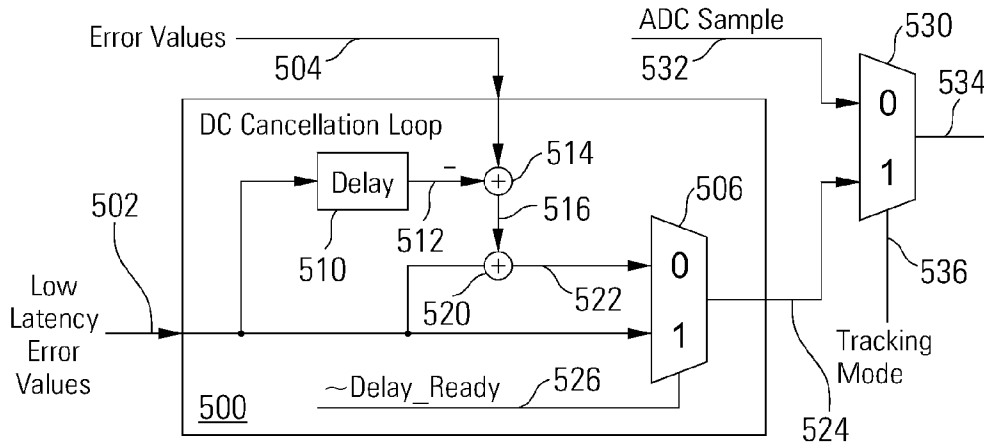 Error Values
504
ADC Sample
532
530
534
DC Cancellation Loop
–
514
Delay
506
0
1
502
510
512
516
536
Low
Latency
Error
Values
520
522
0
1
Tracking
Mode
~Delay_Ready
526
524
500
+
+